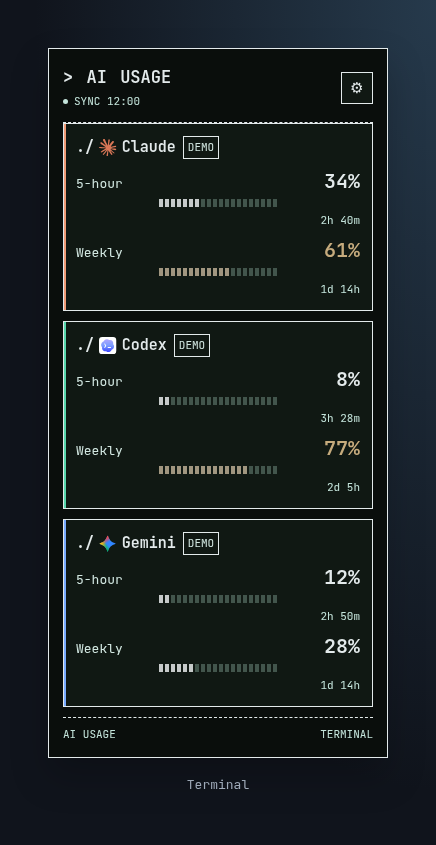 > AI USAGE
SYNC 12:00
⚙
./ Claude DEMO
5-hour 34%
2h 40m
Weekly 61%
1d 14h
./ Codex DEMO
5-hour 8%
3h 28m
Weekly 77%
2d 5h
./ Gemini DEMO
5-hour 12%
2h 50m
Weekly 28%
1d 14h
AI USAGE TERMINAL
Terminal